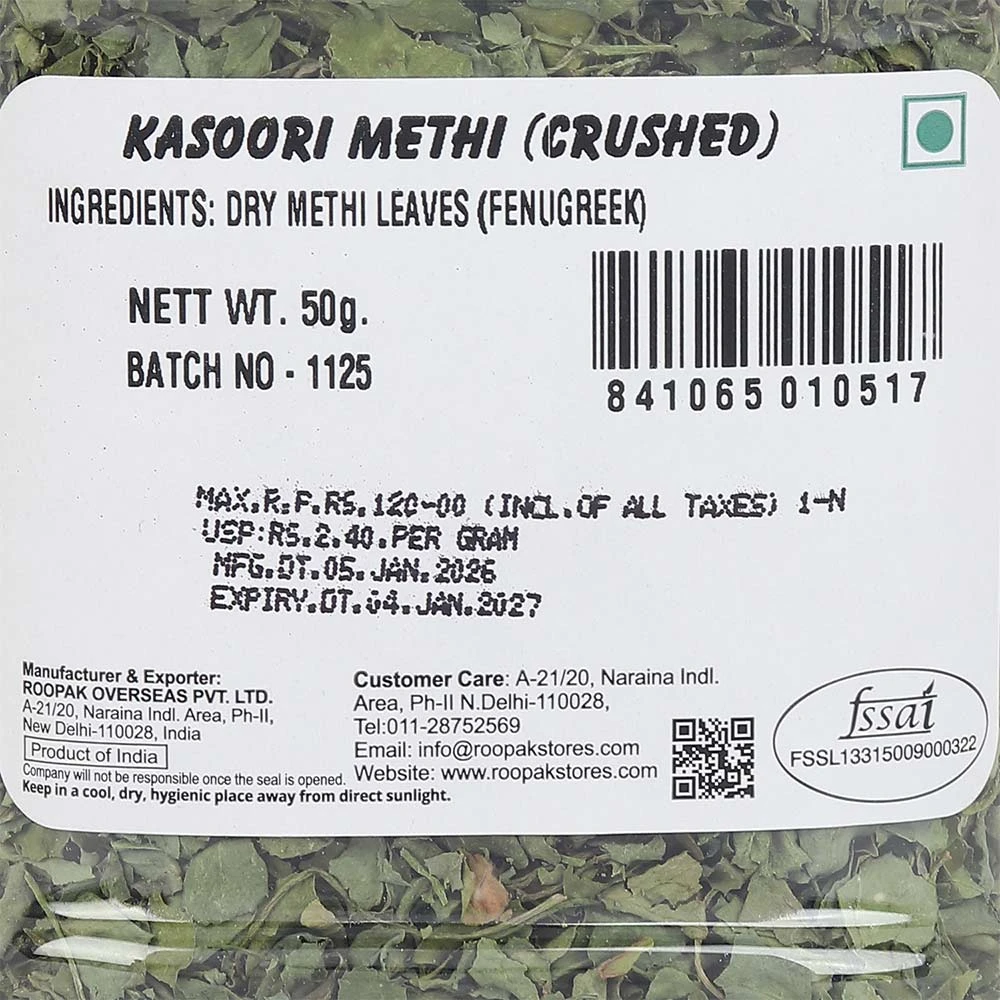 KASOORI METHI (CRUSHED)
INGREDIENTS: DRY METHI LEAVES (FENUGREEK)
NETT WT. 50g.
BATCH NO - 1125
841065 010517
MAX.R.P.RS.120-00 (INCL.OF ALL TAXES) 1-N
USP:RS.2.40.PER GRAM
MFG.DT.05.JAN.2026
EXPIRY.DT.04.JAN.2027
Manufacturer & Exporter:
ROOPAK OVERSEAS PVT. LTD.
A-21/20, Naraina Indl. Area, Ph-II,
New Delhi-110028, India
Product of India
Company will not be responsible once the seal is opened.
Keep in a cool, dry, hygienic place away from direct sunlight.
Customer Care: A-21/20, Naraina Indl.
Area, Ph-II N.Delhi-110028,
Tel:011-28752569
Email: info@roopakstores.com
Website: www.roopakstores.com
fssai
FSSL13315009000322